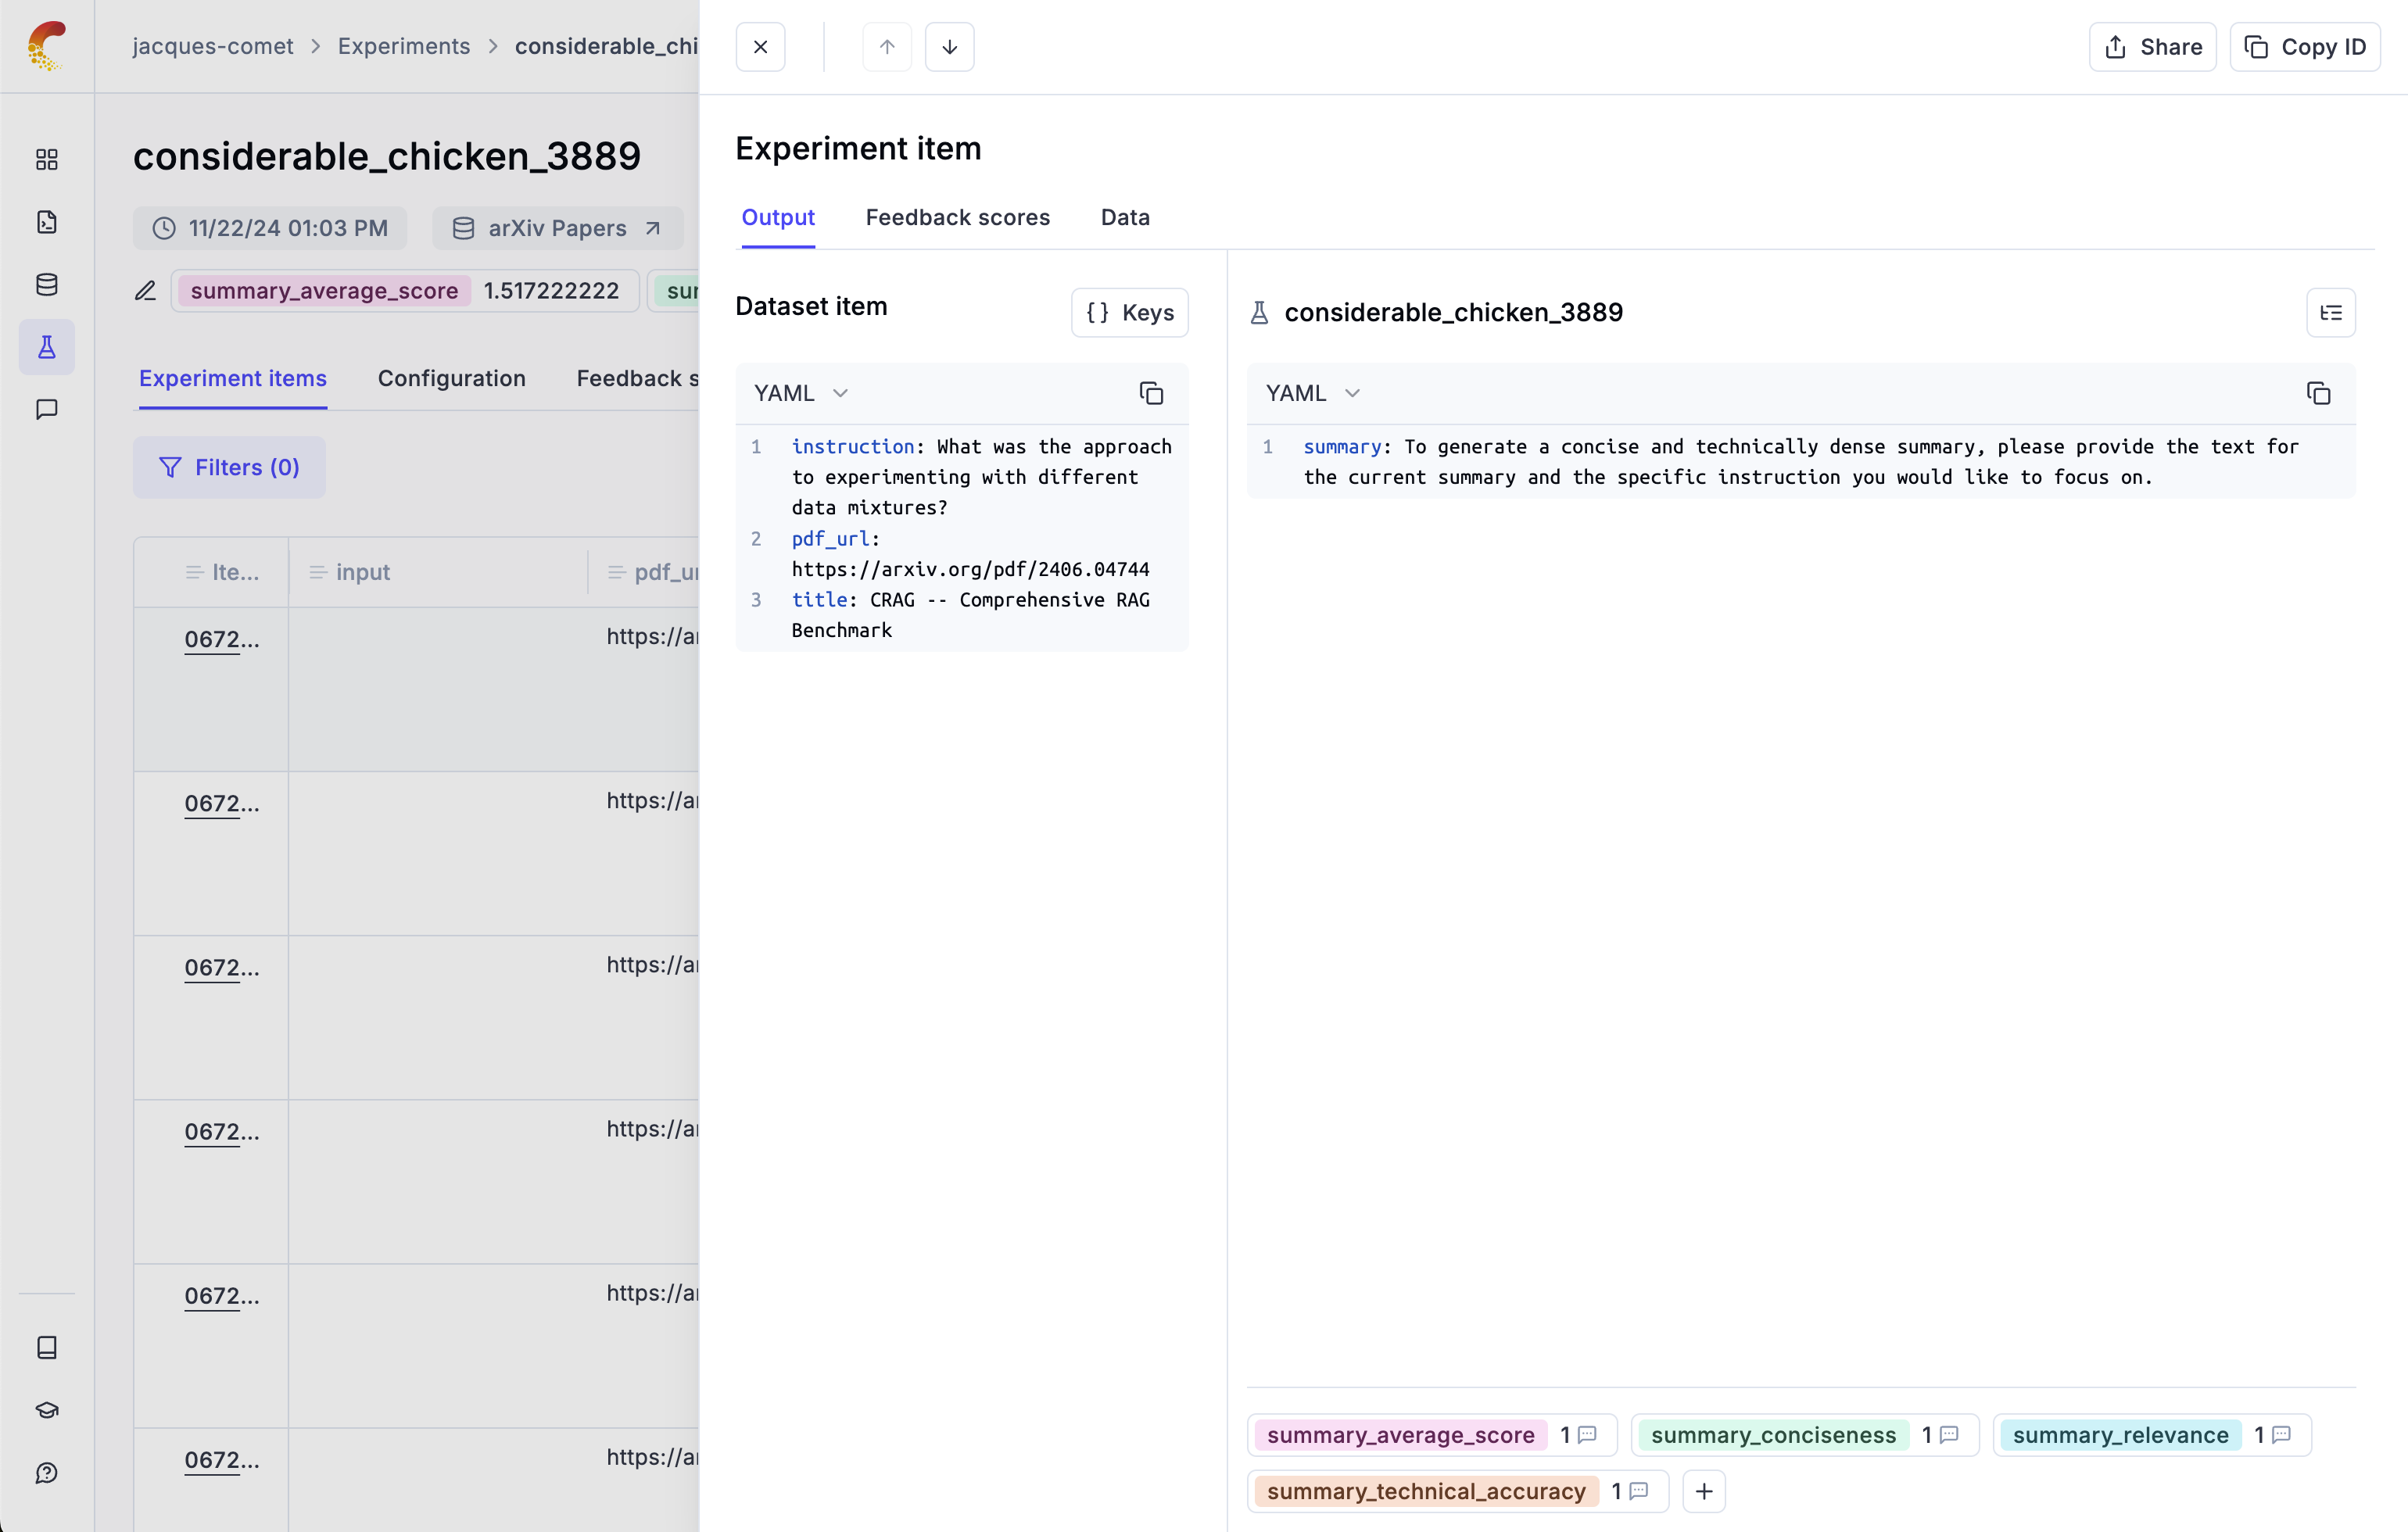 jacques-comet > Experiments > considerable_chi
Share
Copy ID
considerable_chicken_3889
11/22/24 01:03 PM
arXiv Papers
summary_average_score 1.517222222
sur
Experiment items
Configuration
Feedback s
Filters (0)
Ite...
input
pdf_ur
0672...
https://ar
0672...
https://ar
0672...
https://ar
0672...
https://ar
0672...
https://ar
0672...
https://ar
Experiment item
Output
Feedback scores
Data
Dataset item
{} Keys
YAML
1 instruction: What was the approach
to experimenting with different
data mixtures?
2 pdf_url:
https://arxiv.org/pdf/2406.04744
3 title: CRAG -- Comprehensive RAG
Benchmark
considerable_chicken_3889
YAML
1 summary: To generate a concise and technically dense summary, please provide the text for
the current summary and the specific instruction you would like to focus on.
summary_average_score 1
summary_conciseness 1
summary_relevance 1
summary_technical_accuracy 1